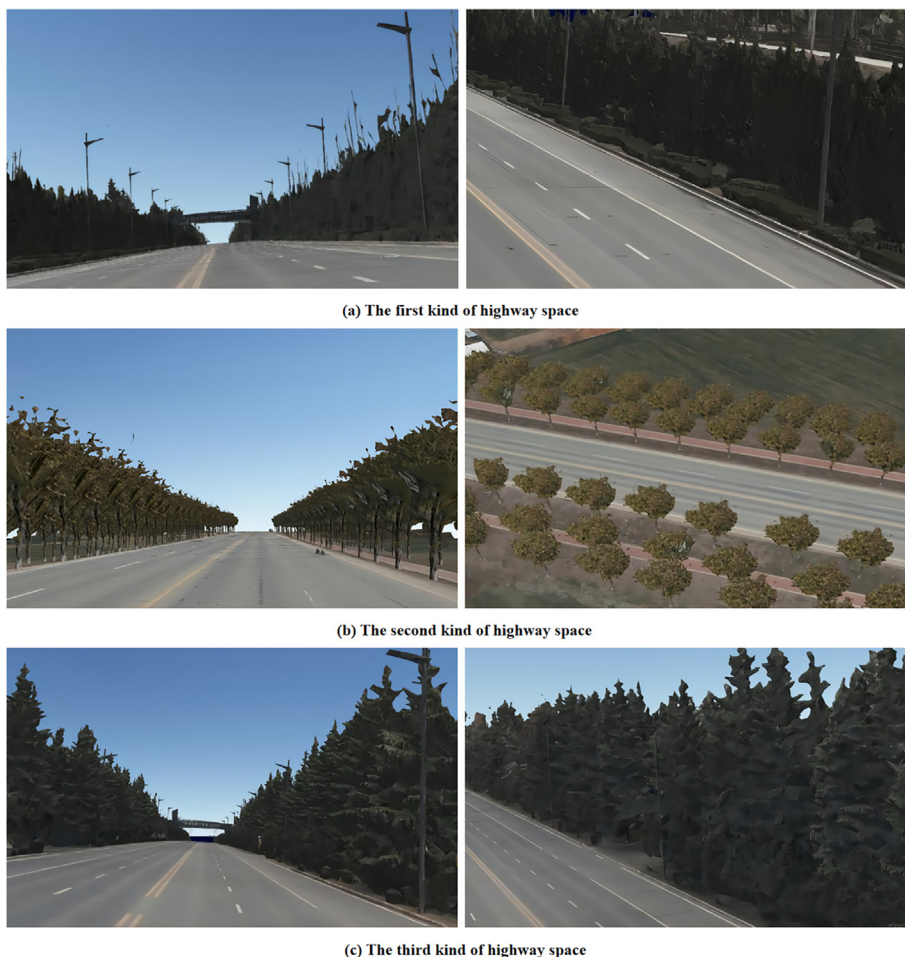 (a) The first kind of highway space
(b) The second kind of highway space
(c) The third kind of highway space